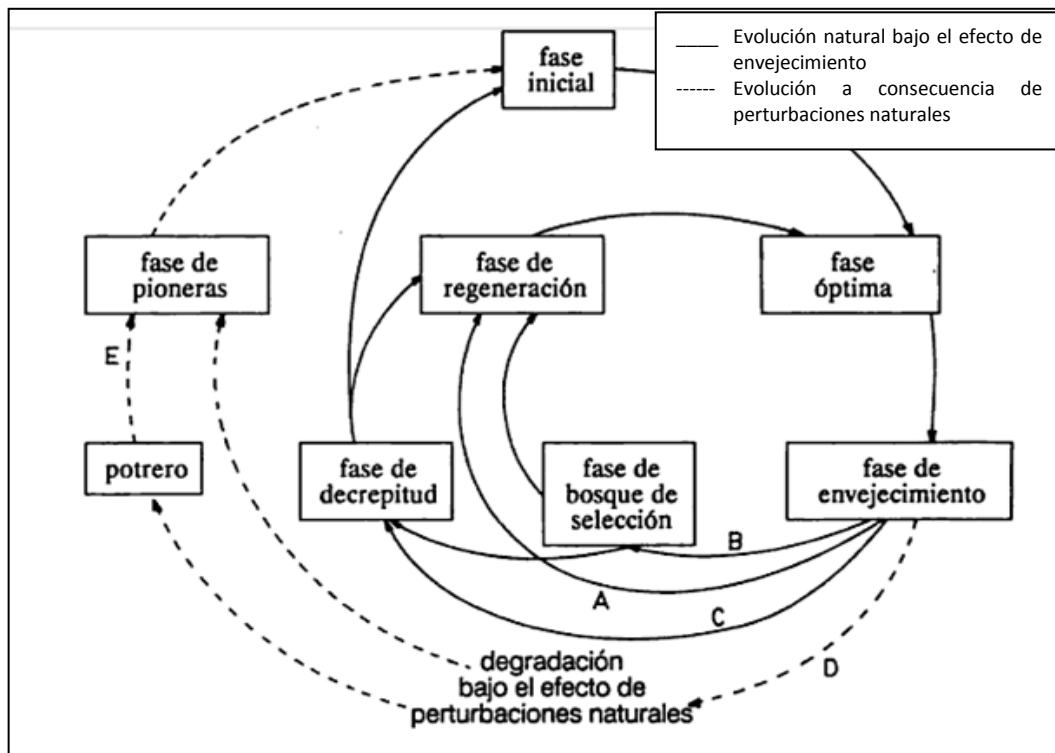 ____ Evolución natural bajo el efecto de
envejecimiento
------ Evolución a consecuencia de
perturbaciones naturales
fase
inicial
fase de
pioneras
fase de
regeneración
fase
óptima
E
potrero
fase de
decrepitud
fase de
bosque de
selección
fase de
envejecimiento
B
A
C
D
degradación
bajo el efecto de
perturbaciones naturales